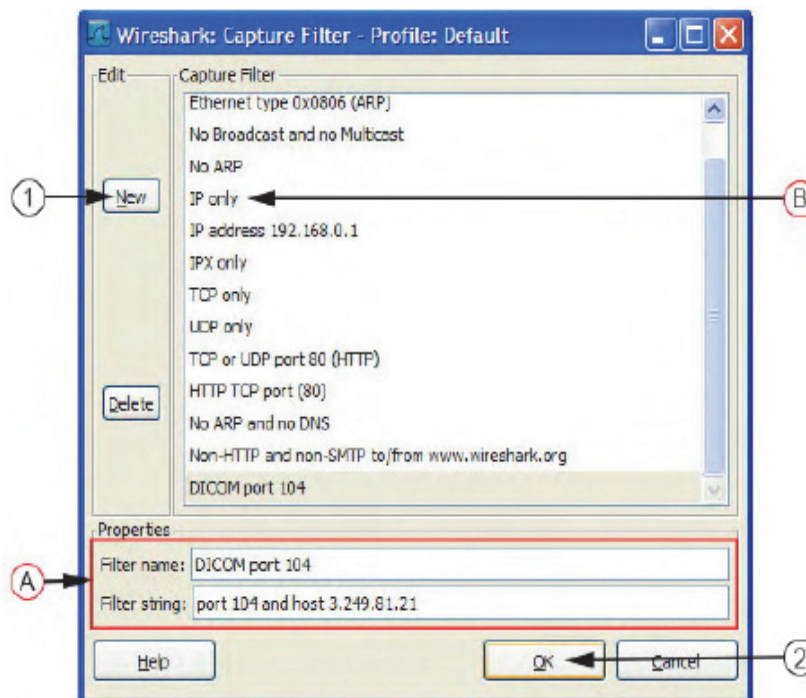 Wireshark: Capture Filter - Profile: Default
Edit
Capture Filter
Ethernet type 0x0806 (ARP)
No Broadcast and no Multicast
No ARP
1
New
IP only
B
IP address 192.168.0.1
IPX only
TCP only
UDP only
TCP or UDP port 80 (HTTP)
HTTP TCP port (80)
Delete
No ARP and no DNS
Non-HTTP and non-SMTP to/from www.wireshark.org
DICOM port 104
Properties
A
Filter name: DICOM port 104
Filter string: port 104 and host 3.249.81.21
Help
OK
Cancel
2